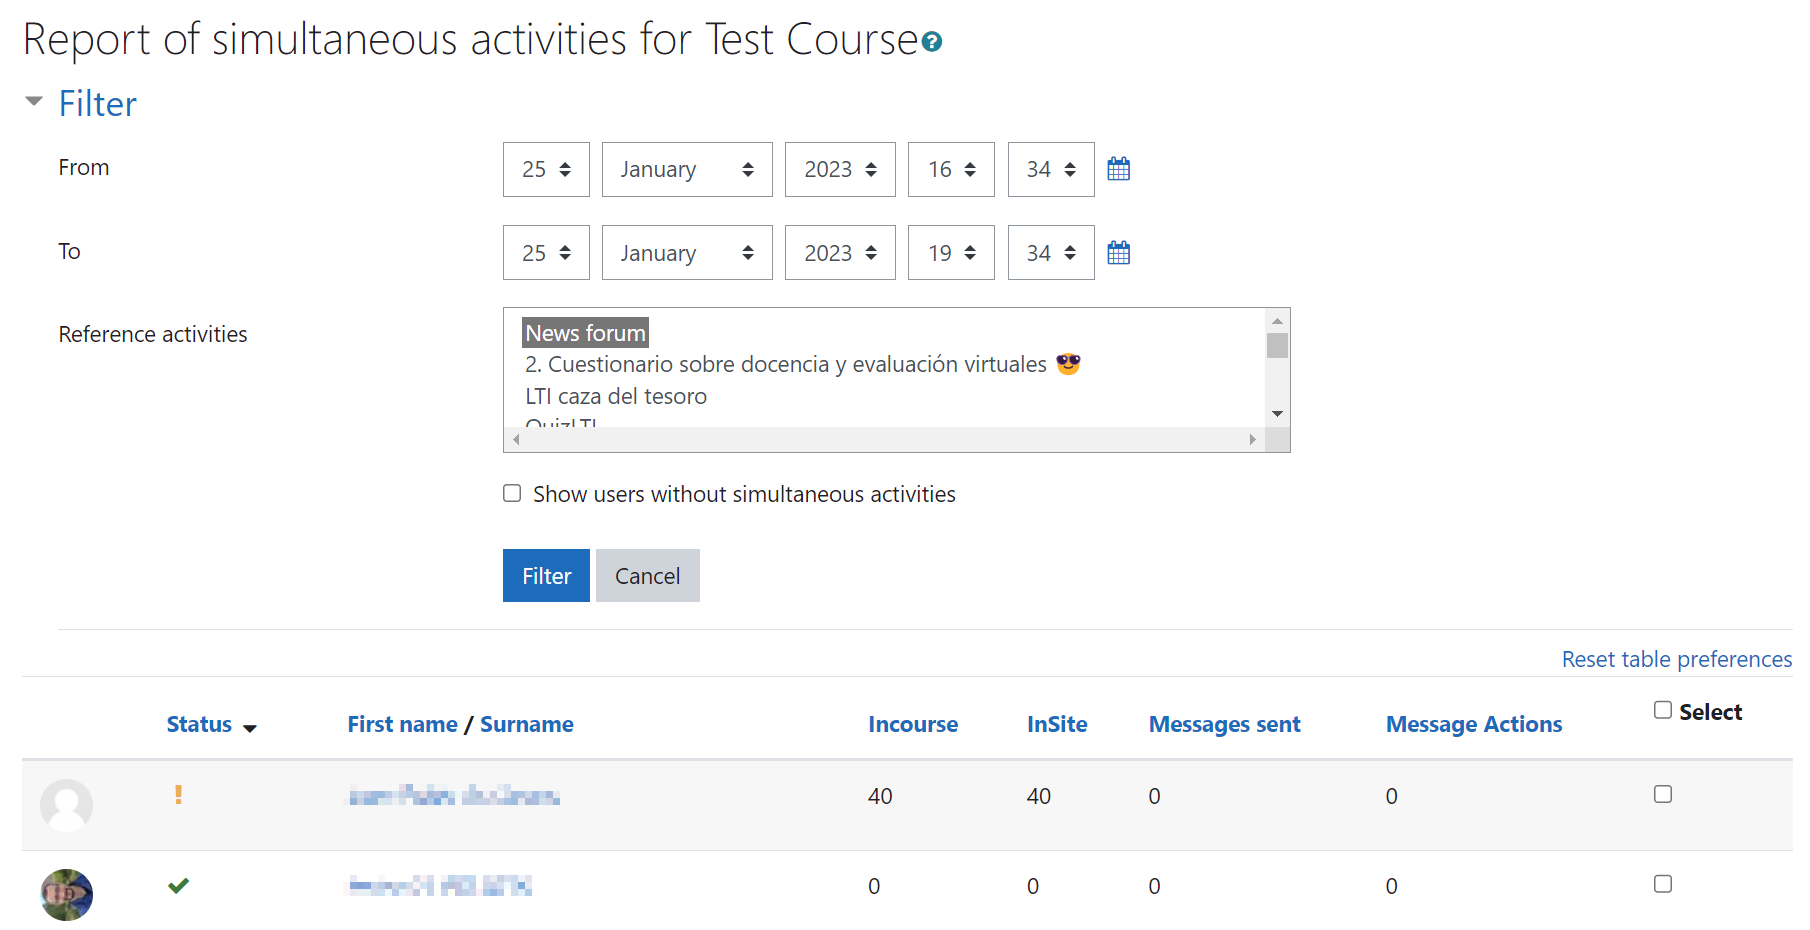 Report of simultaneous activities for Test Course
Filter
From 25 January 2023 16 34
To 25 January 2023 19 34
Reference activities
News forum
2. Cuestionario sobre docencia y evaluación virtuales 😎
LTI caza del tesoro
QuizLTI
Show users without simultaneous activities
Filter Cancel
Reset table preferences
Status First name / Surname Incourse InSite Messages sent Message Actions Select
40 40 0 0
0 0 0 0